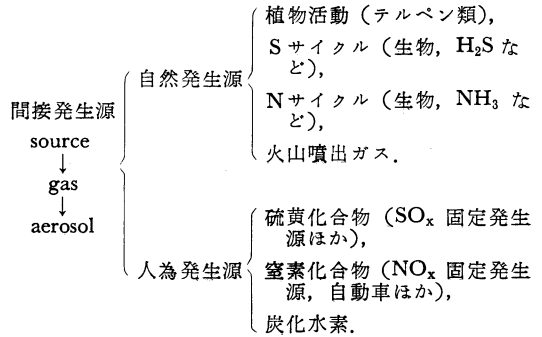 間接発生源
source
↓
gas
↓
aerosol
自然発生源
植物活動（テルペン類），
Sサイクル（生物，H₂Sな
ど），
Nサイクル（生物，NH₃な
ど），
火山噴出ガス．
人為発生源
硫黄化合物（SOₓ 固定発生
源ほか），
窒素化合物（NOₓ 固定発生
源，自動車ほか），
炭化水素．